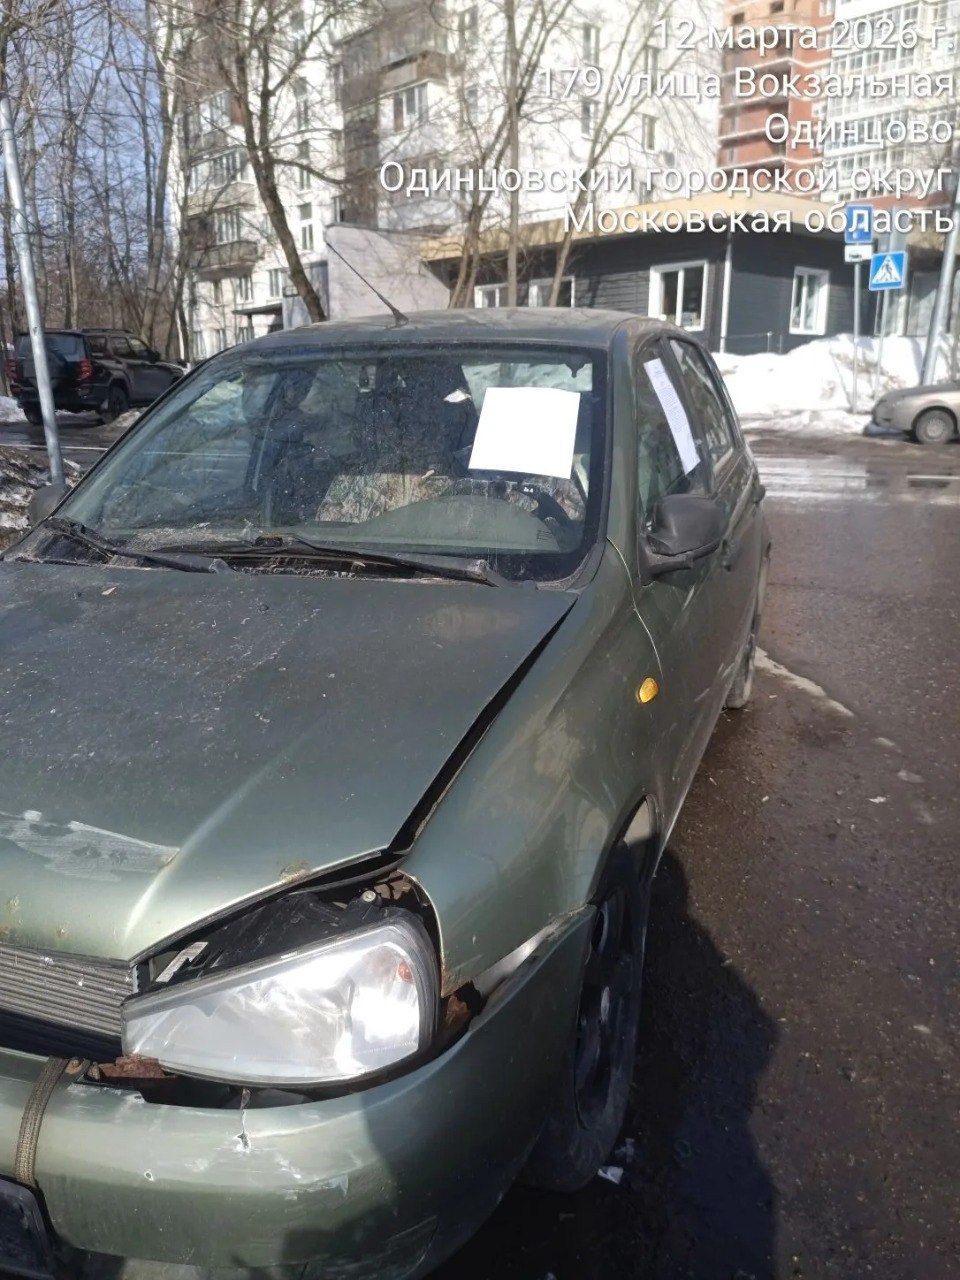 12 марта 2026 г.
179 улица Вокзальная
Одинцово
Одинцовский городской округ
Московская область